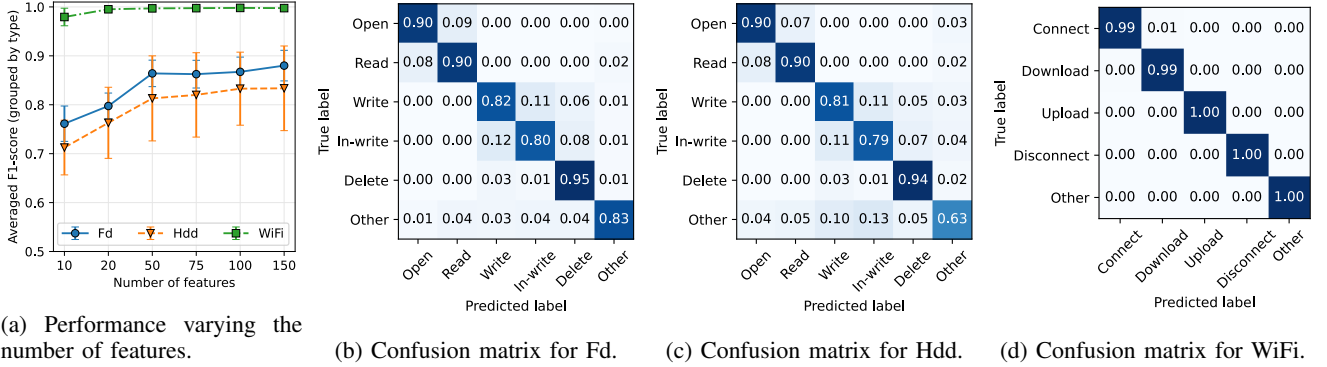 1.0
0.9
0.8
0.7
0.6
0.5
Averaged F1-score (grouped by type)
Fd Hdd WiFi
10 20 50 75 100 150
Number of features
(a) Performance varying the
number of features.
True label
Open 0.90 0.09 0.00 0.00 0.00 0.00
Read 0.08 0.90 0.00 0.00 0.00 0.02
Write 0.00 0.00 0.82 0.11 0.06 0.01
In-write 0.00 0.00 0.12 0.80 0.08 0.01
Delete 0.00 0.00 0.03 0.01 0.95 0.01
Other 0.01 0.04 0.03 0.04 0.04 0.83
Open Read Write In-write Delete Other
Predicted label
(b) Confusion matrix for Fd.
True label
Open 0.90 0.07 0.00 0.00 0.00 0.03
Read 0.08 0.90 0.00 0.00 0.00 0.02
Write 0.00 0.00 0.81 0.11 0.05 0.03
In-write 0.00 0.00 0.11 0.79 0.07 0.04
Delete 0.00 0.00 0.03 0.01 0.94 0.02
Other 0.04 0.05 0.10 0.13 0.05 0.63
Open Read Write In-write Delete Other
Predicted label
(c) Confusion matrix for Hdd.
True label
Connect 0.99 0.01 0.00 0.00 0.00
Download 0.00 0.99 0.00 0.00 0.00
Upload 0.00 0.00 1.00 0.00 0.00
Disconnect 0.00 0.00 0.00 1.00 0.00
Other 0.00 0.00 0.00 0.00 1.00
Connect Download Upload Disconnect Other
Predicted label
(d) Confusion matrix for WiFi.